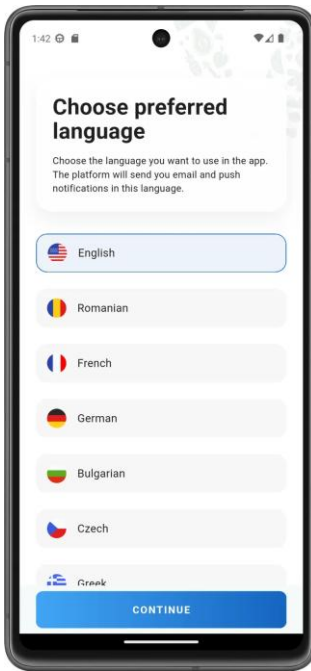 1:42
Choose preferred
language
Choose the language you want to use in the app.
The platform will send you email and push
notifications in this language.
English
Romanian
French
German
Bulgarian
Czech
Greek
CONTINUE